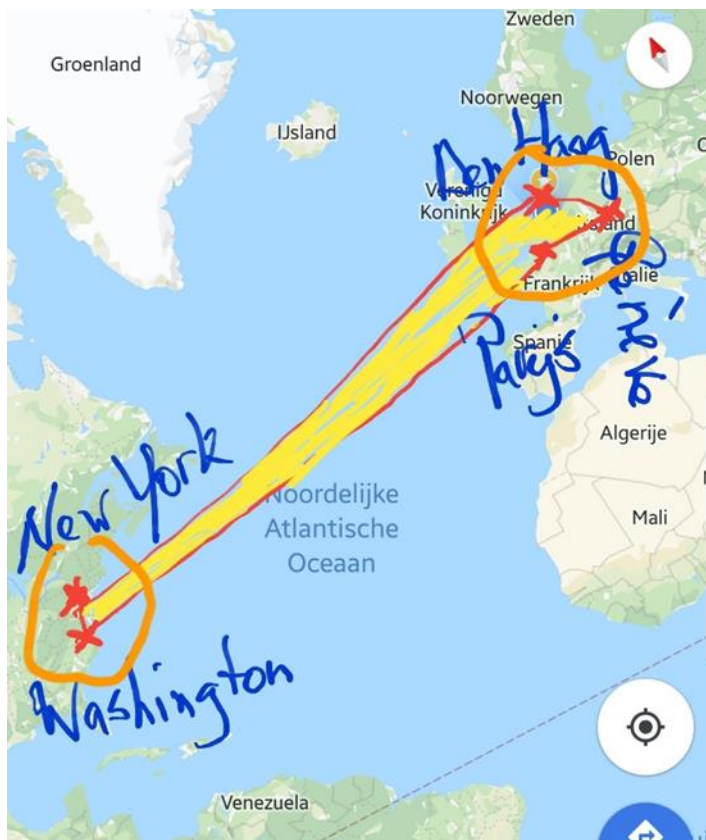 Zweden
Groenland
Noorwegen
IJsland
Den Haag
Polen
Verenigd
Koninkrijk
Frankrijk
Italië
Parijs
Spanje
Algerije
New York
Noordelijke
Atlantische
Oceaan
Mali
Washington
Venezuela